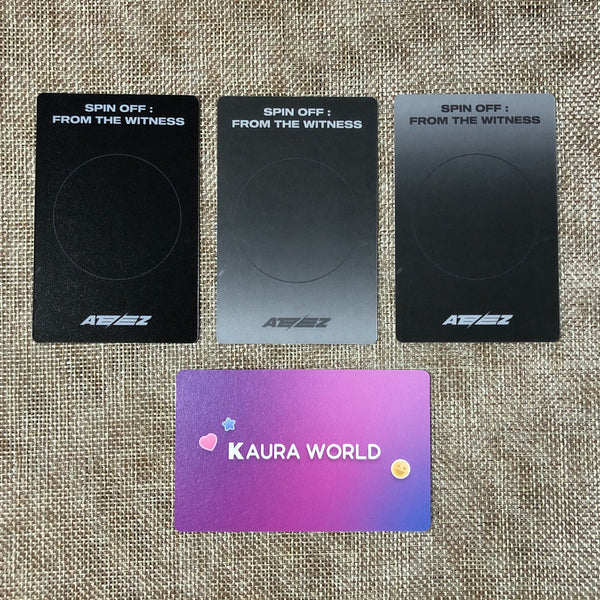 SPIN OFF :
FROM THE WITNESS
ATEEZ
SPIN OFF :
FROM THE WITNESS
ATEEZ
SPIN OFF :
FROM THE WITNESS
ATEEZ
KAURA WORLD